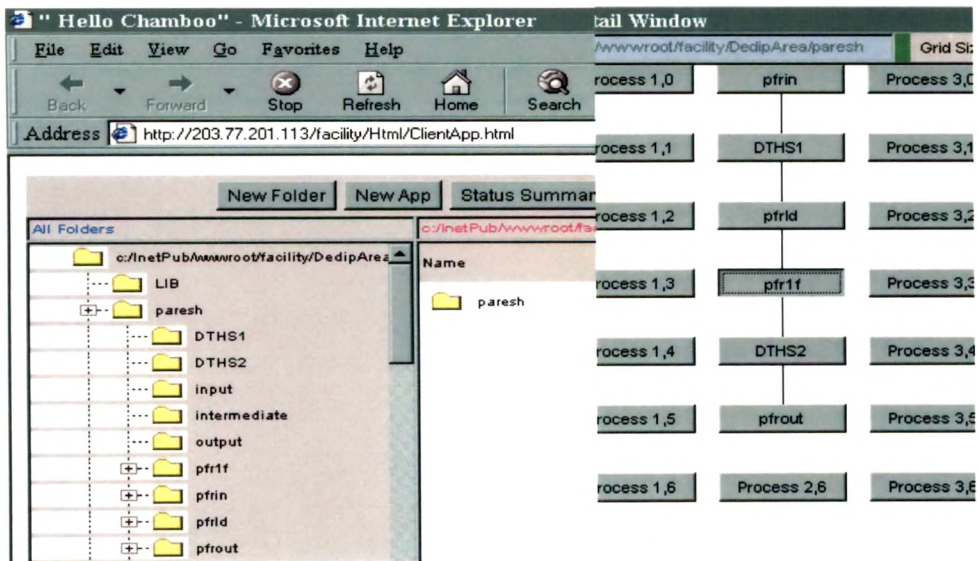 " Hello Chamboo" - Microsoft Internet Explorer
File Edit View Go Favorites Help
Back Forward Stop Refresh Home Search
Address http://203.77.201.113/facility/Html/ClientApp.html
New Folder New App Status Summar
All Folders
c:/InetPub/wwwroot/facility/DedipArea
LIB
paresh
DTHS1
DTHS2
input
intermediate
output
pfr1f
pfrin
pfrld
pfrout
c:/InetPub/wwwroot/fac
Name
paresh
tail Window
/wwwroot/facility/DedipArea/paresh Grid Si
rocess 1,0 pfrin Process 3,0
rocess 1,1 DTHS1 Process 3,1
rocess 1,2 pfrld Process 3,2
rocess 1,3 pfr1f Process 3,3
rocess 1,4 DTHS2 Process 3,4
rocess 1,5 pfrout Process 3,5
rocess 1,6 Process 2,6 Process 3,6